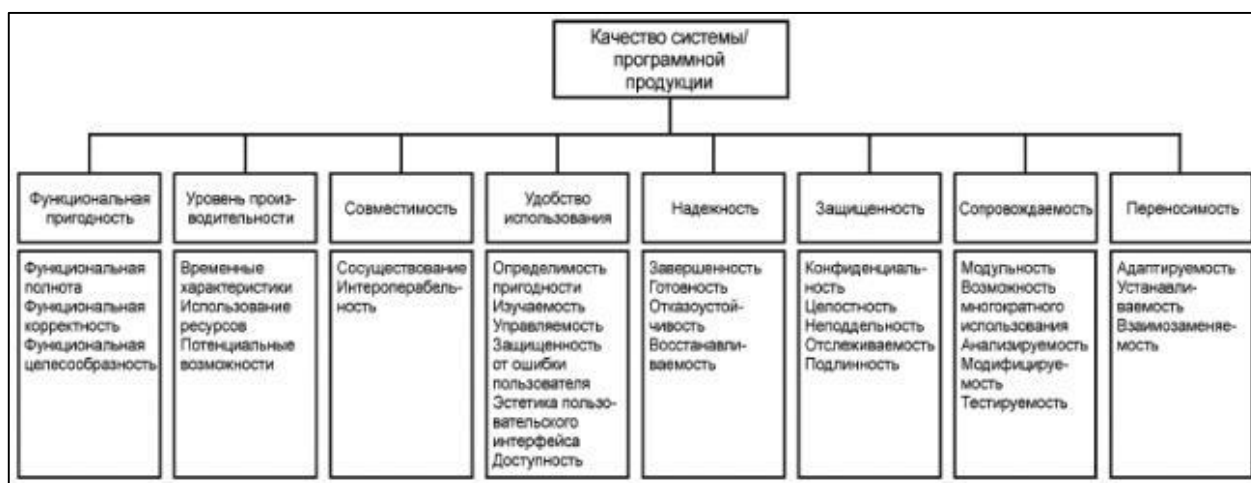 Качество системы/
программной
продукции
Функциональная
пригодность
Уровень произ-
водительности
Совместимость
Удобство
использования
Надежность
Защищенность
Сопровождаемость
Переносимость
Функциональная
полнота
Функциональная
корректность
Функциональная
целесообразность
Временные
характеристики
Использование
ресурсов
Потенциальные
возможности
Сосуществование
Интероперабель-
ность
Определимость
пригодности
Изучаемость
Управляемость
Защищенность
от ошибки
пользователя
Эстетика пользо-
вательского
интерфейса
Доступность
Завершенность
Готовность
Отказоустой-
чивость
Восстанавли-
ваемость
Конфиденциаль-
ность
Целостность
Неподдельность
Отслеживаемость
Подлинность
Модульность
Возможность
многократного
использования
Анализируемость
Модифицируе-
мость
Тестируемость
Адаптируемость
Устанавли-
ваемость
Взаимозаменяе-
мость